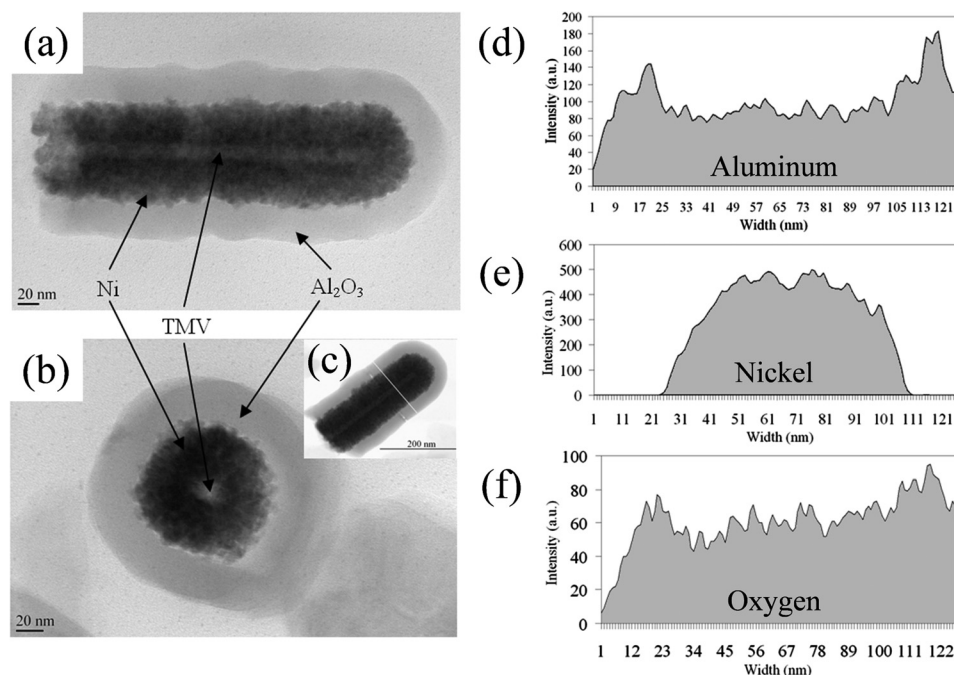 (a)
Ni
TMV
Al₂O₃
20 nm
(b)
20 nm
(c)
200 nm
(d)
Intensity (a.u.)
200
180
160
140
120
100
80
60
40
20
0
Aluminum
1 9 17 25 33 41 49 57 65 73 81 89 97 105 113 121
Width (nm)
(e)
Intensity (a.u.)
600
500
400
300
200
100
0
Nickel
1 11 21 31 41 51 61 71 81 91 101 111 121
Width (nm)
(f)
Intensity (a.u.)
100
80
60
40
20
0
Oxygen
1 12 23 34 45 56 67 78 89 100 111 122
Width (nm)